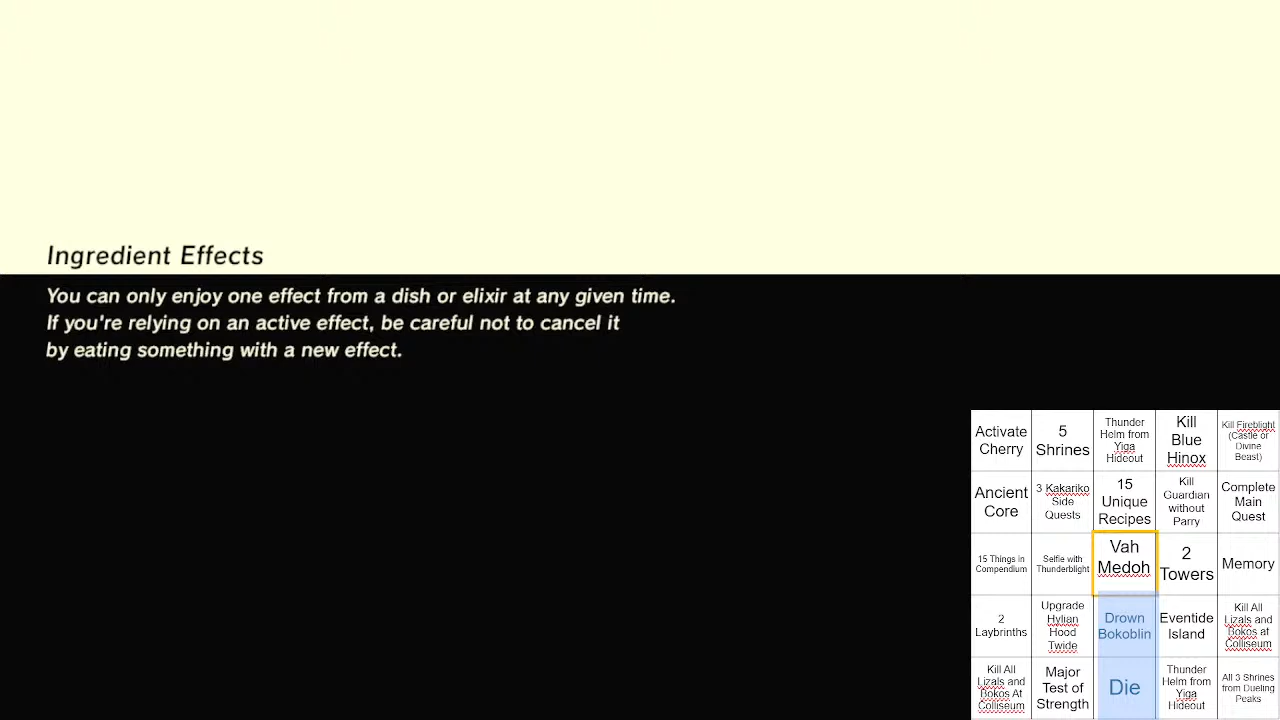 Ingredient Effects
You can only enjoy one effect from a dish or elixir at any given time.
If you're relying on an active effect, be careful not to cancel it
by eating something with a new effect.
Activate
Cherry
5
Shrines
Thunder
Helm from
Yiga
Hideout
Kill
Blue
Hinox
Kill Fireblight
(Castle or
Divine
Beast)
Ancient
Core
3 Kakariko
Side
Quests
15
Unique
Recipes
Kill
Guardian
without
Parry
Complete
Main
Quest
15 Things in
Compendium
Selfie with
Thunderblight
Vah
Medoh
2
Towers
Memory
2
Laybrinths
Upgrade
Hylian
Hood
Twide
Drown
Bokoblin
Eventide
Island
Kill All
Lizals and
Bokos at
Colliseum
Kill All
Lizals and
Bokos At
Colliseum
Major
Test of
Strength
Die
Thunder
Helm from
Yiga
Hideout
All 3 Shrines
from Dueling
Peaks